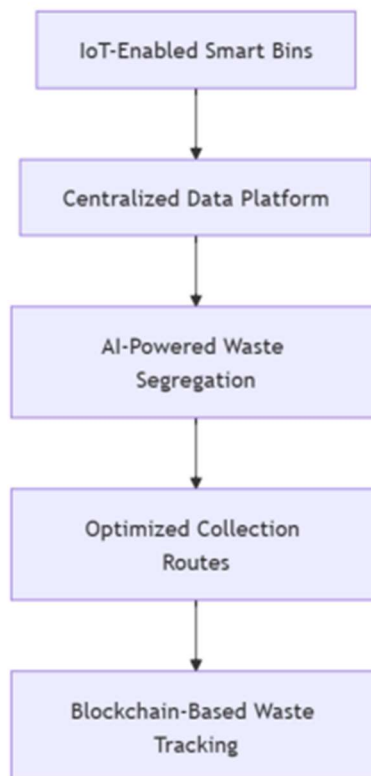 IoT-Enabled Smart Bins
Centralized Data Platform
AI-Powered Waste
Segregation
Optimized Collection
Routes
Blockchain-Based Waste
Tracking